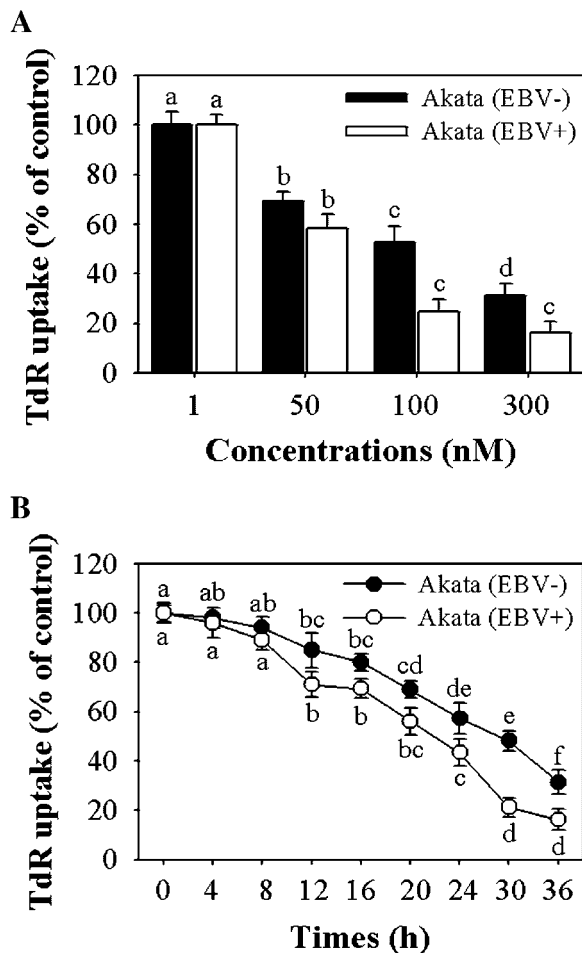 A
TdR uptake (% of control)
120
100
80
60
40
20
0
Akata (EBV-)
Akata (EBV+)
a a
b b
c c
d c
1 50 100 300
Concentrations (nM)
B
TdR uptake (% of control)
120
100
80
60
40
20
0
Akata (EBV-)
Akata (EBV+)
a ab ab bc bc cd de e f
a a a b b bc c d d
0 4 8 12 16 20 24 30 36
Times (h)